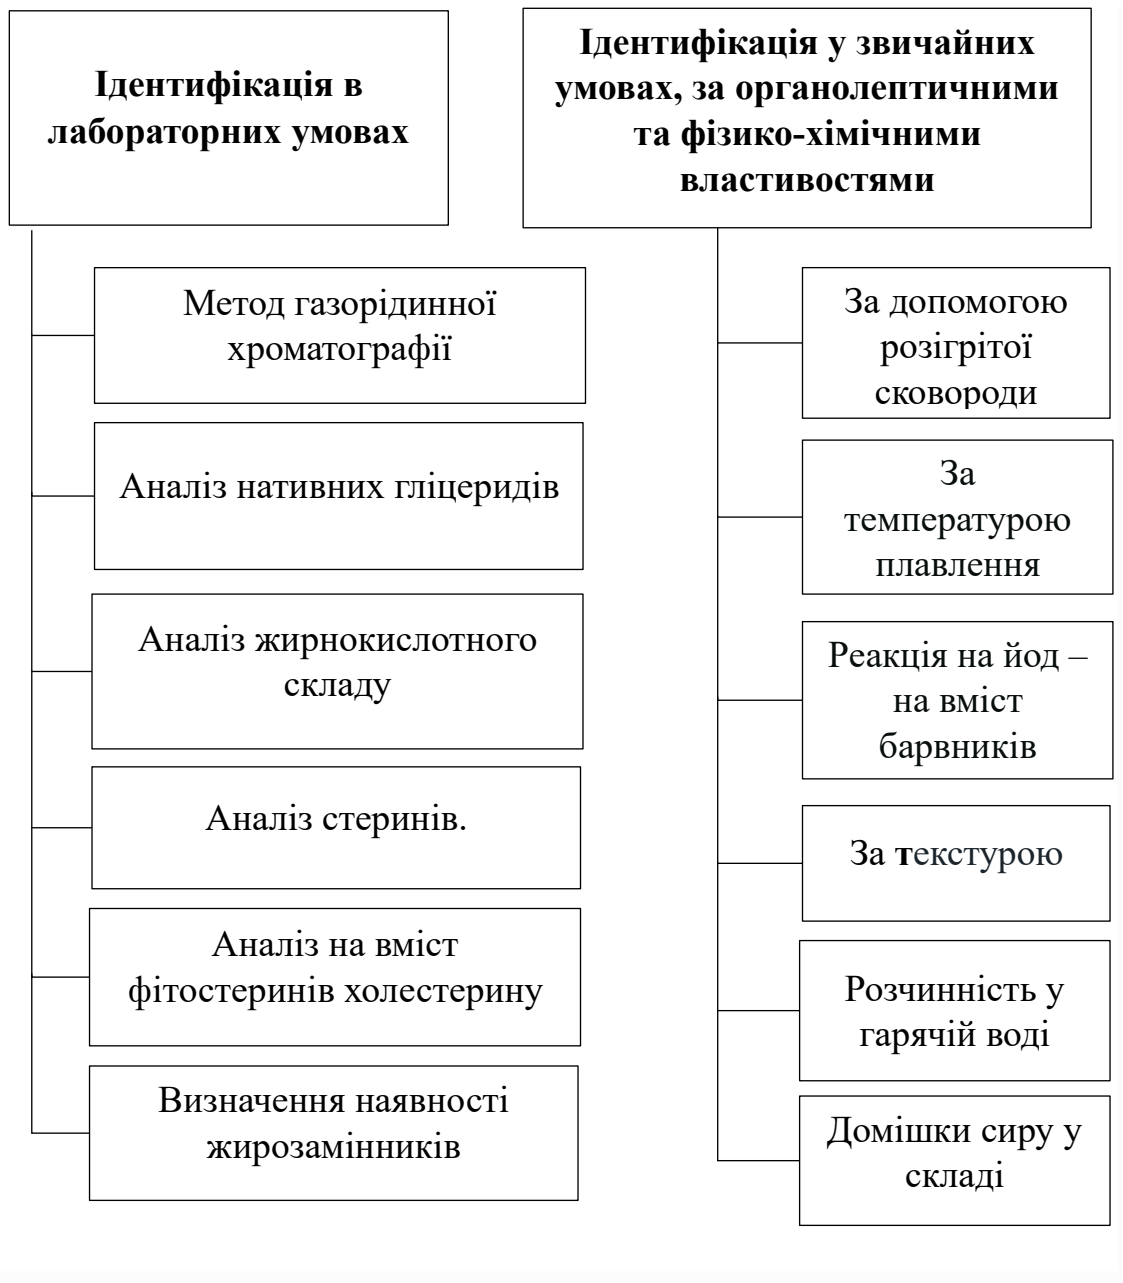 Ідентифікація в
лабораторних умовах
Метод газорідинної
хроматографії
Аналіз нативних гліцеридів
Аналіз жирнокислотного
складу
Аналіз стеринів.
Аналіз на вміст
фітостеринів холестерину
Визначення наявності
жирозамінників
Ідентифікація у звичайних
умовах, за органолептичними
та фізико-хімічними
властивостями
За допомогою
розігрітої
сковороди
За
температурою
плавлення
Реакція на йод –
на вміст
барвників
За текстурою
Розчинність у
гарячій воді
Домішки сиру у
складі